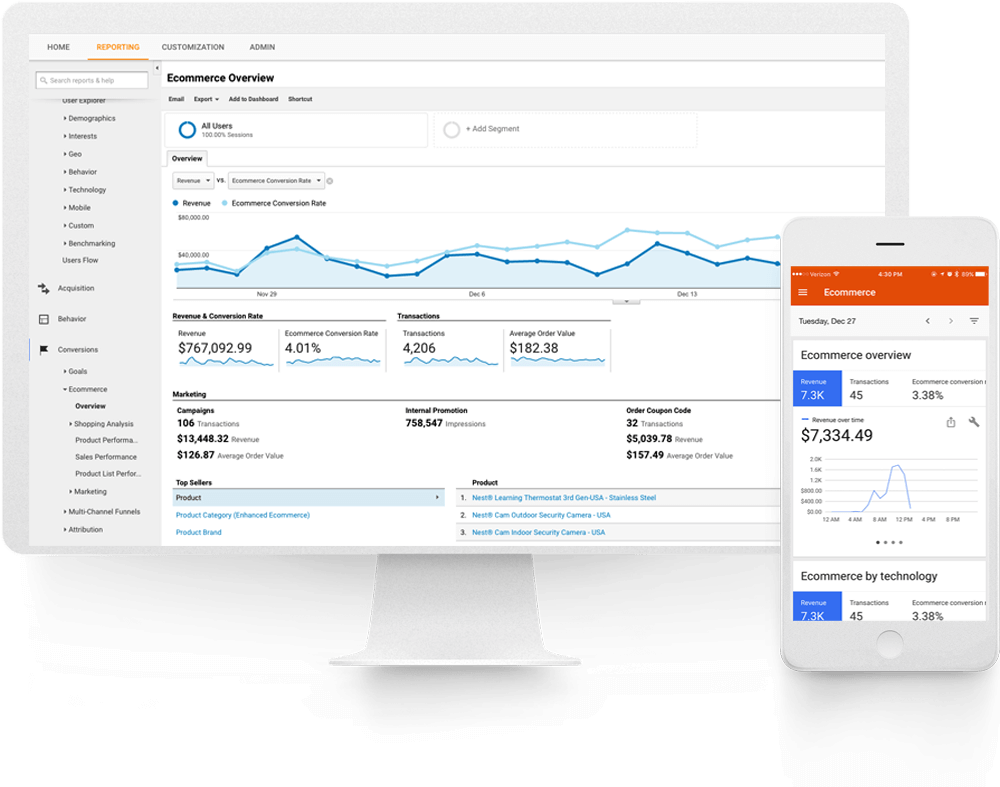 HOME REPORTING CUSTOMIZATION ADMIN
Search reports & help
User Explorer
Demographics
Interests
Geo
Behavior
Technology
Mobile
Custom
Benchmarking
Users Flow
Acquisition
Behavior
Conversions
Goals
Ecommerce
Overview
Shopping Analysis
Product Performa...
Sales Performance
Product List Perfor...
Marketing
Multi-Channel Funnels
Attribution
Ecommerce Overview
Email Export Add to Dashboard Shortcut
All Users
100.00% Sessions
+ Add Segment
Overview
Revenue VS. Ecommerce Conversion Rate
Revenue Ecommerce Conversion Rate
$80,000.00
$40,000.00
Nov 29 Dec 6 Dec 13
Revenue & Conversion Rate
Revenue
$767,092.99
Ecommerce Conversion Rate
4.01%
Transactions
Transactions
4,206
Average Order Value
$182.38
Marketing
Campaigns
106 Transactions
$13,448.32 Revenue
$126.87 Average Order Value
Internal Promotion
758,547 Impressions
Order Coupon Code
32 Transactions
$5,039.78 Revenue
$157.49 Average Order Value
Top Sellers
Product
Product Category (Enhanced Ecommerce)
Product Brand
Product
1. Nest® Learning Thermostat 3rd Gen-USA - Stainless Steel
2. Nest® Cam Outdoor Security Camera - USA
3. Nest® Cam Indoor Security Camera - USA
Verizon 4:30 PM 89%
Ecommerce
Tuesday, Dec 27
Ecommerce overview
Revenue Transactions Ecommerce conversion
7.3K 45 3.38%
Revenue over time
$7,334.49
2.0K
1.6K
1.2K
$800.00
$400.00
$0.00
12 AM 4 AM 8 AM 12 PM 4 PM 8 PM
Ecommerce by technology
Revenue Transactions Ecommerce conversion
7.3K 45 3.38%